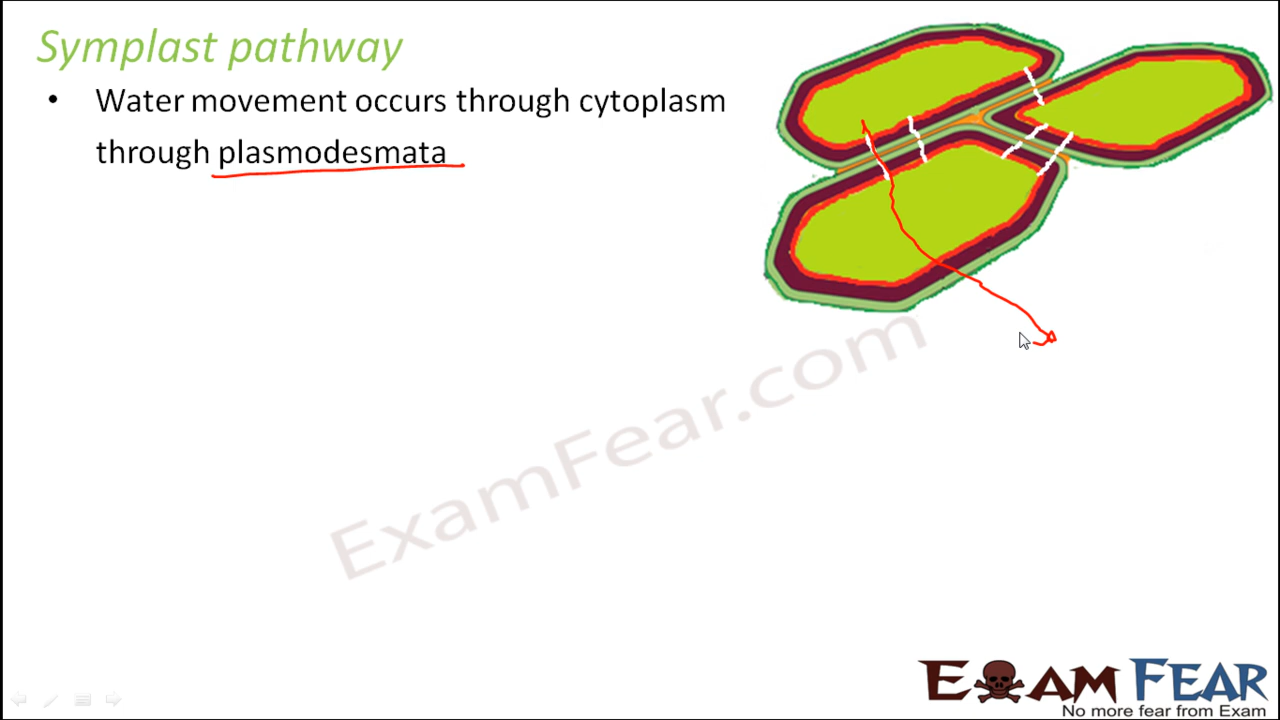 Symplast pathway
• Water movement occurs through cytoplasm
through plasmodesmata
ExamFear.com
EXAM FEAR
No more fear from Exam